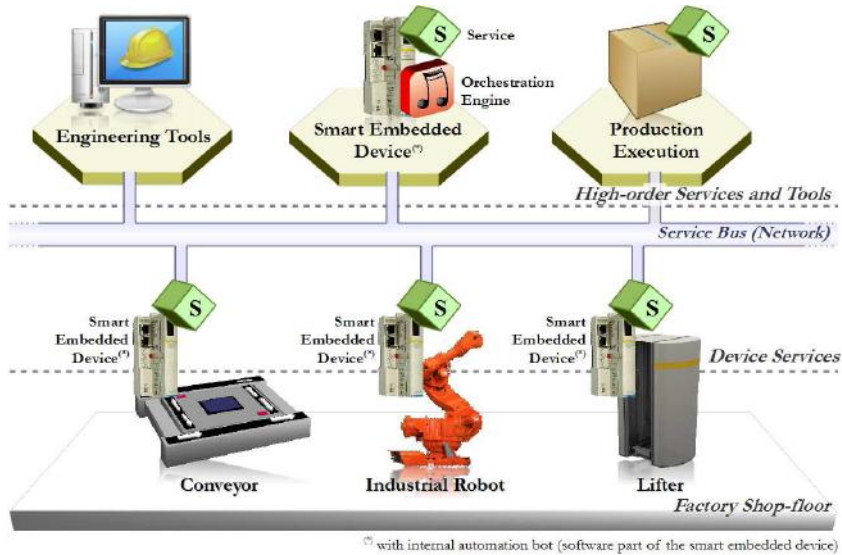 S
Service
Orchestration
Engine
S
Engineering Tools
Smart Embedded
Device(*)
Production
Execution
High-order Services and Tools
Service Bus (Network)
S
S
S
Smart
Embedded
Device(*)
Smart
Embedded
Device(*)
Smart
Embedded
Device(*)
Device Services
Conveyor
Industrial Robot
Lifter
Factory Shop-floor
(*) with internal automation bot (software part of the smart embedded device)